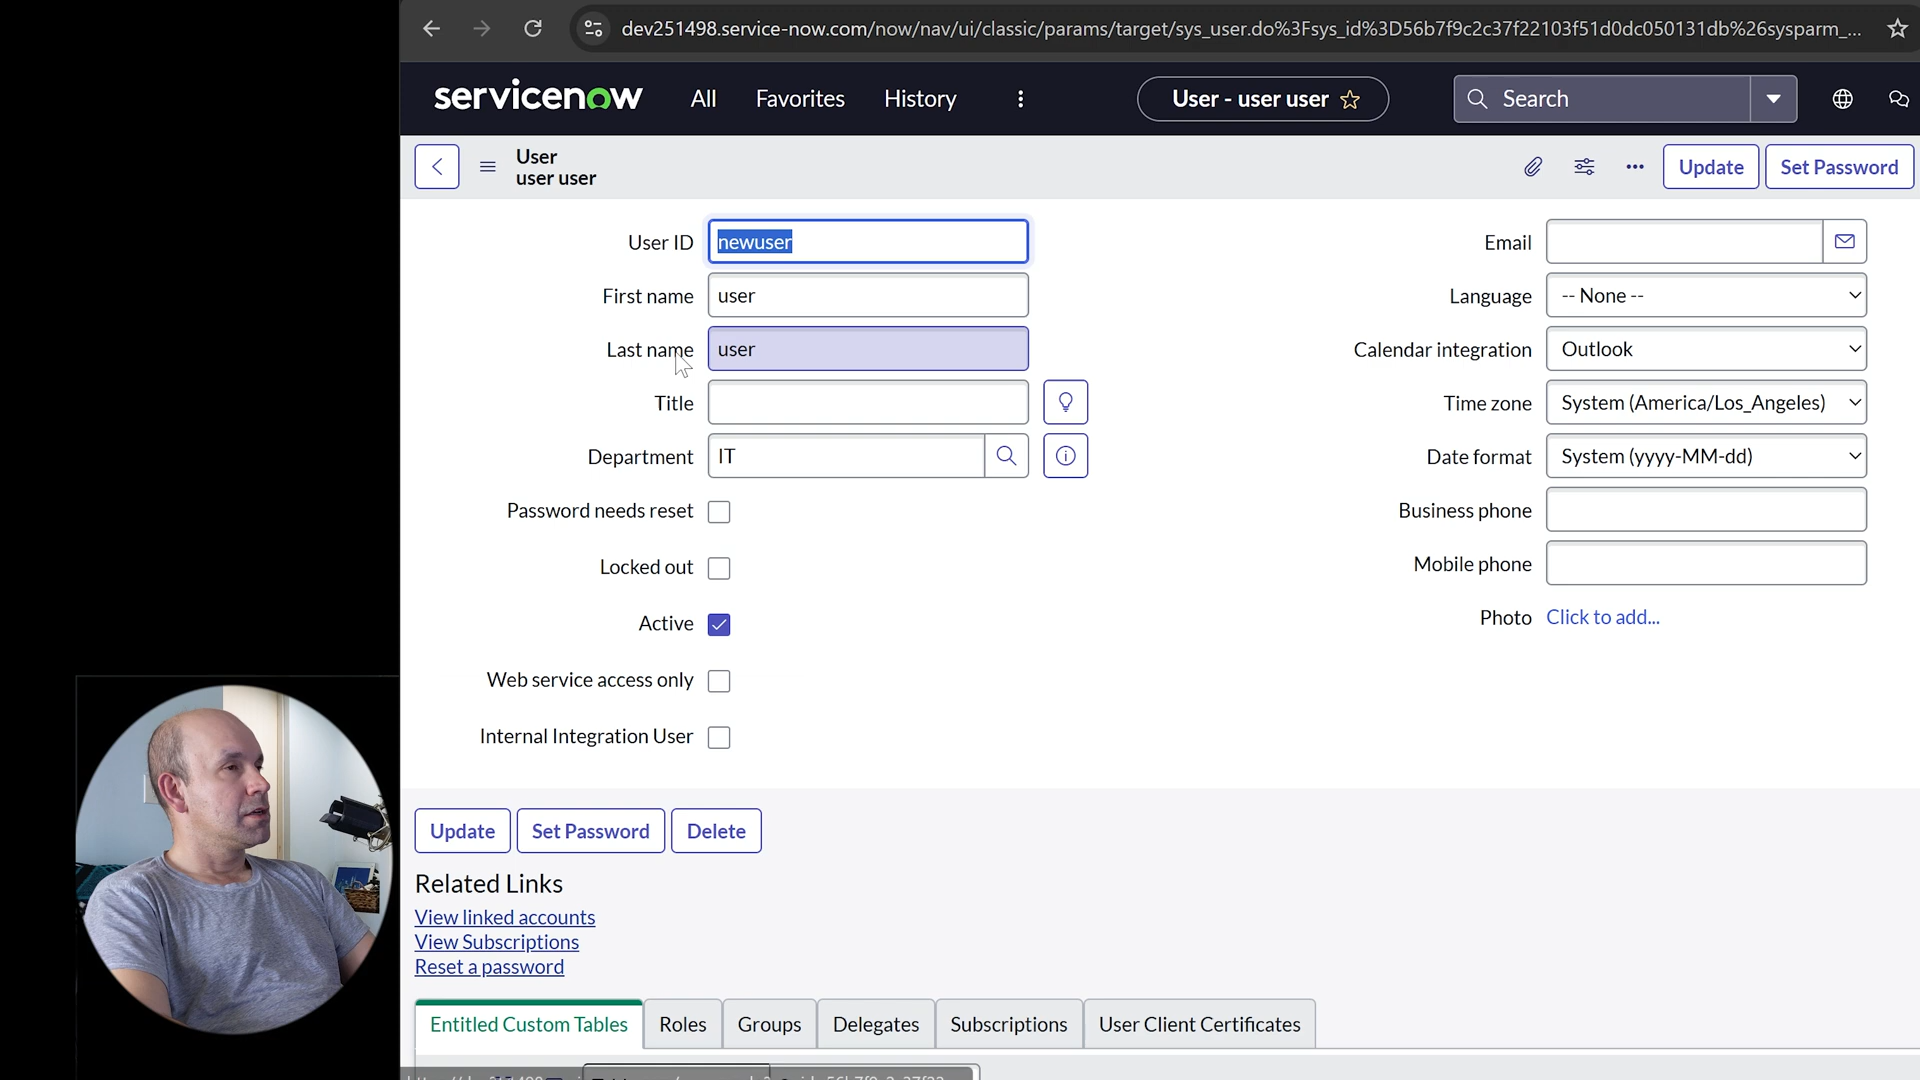 dev251498.service-now.com/now/nav/ui/classic/params/target/sys_user.do%3Fsys_id%3D56b7f9c2c37f22103f51d0dc050131db%26sysparm_...
servicenow All Favorites History User - user user Search
User
user user
Update Set Password
User ID newuser Email
First name user Language -- None --
Last name user Calendar integration Outlook
Title Time zone System (America/Los_Angeles)
Department IT Date format System (yyyy-MM-dd)
Password needs reset Business phone
Locked out Mobile phone
Active Photo Click to add...
Web service access only
Internal Integration User
Update Set Password Delete
Related Links
View linked accounts
View Subscriptions
Reset a password
Entitled Custom Tables Roles Groups Delegates Subscriptions User Client Certificates